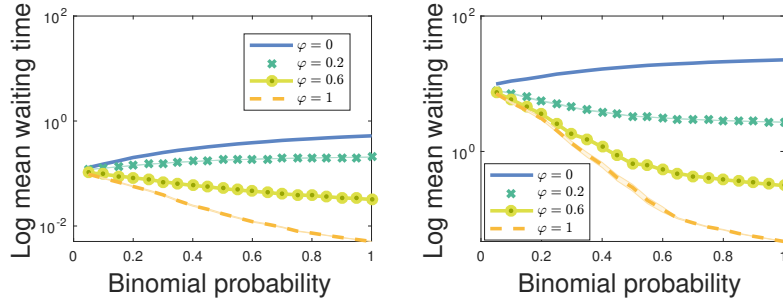 10^2
10^0
10^-2
Log mean waiting time
φ = 0
φ = 0.2
φ = 0.6
φ = 1
0 0.2 0.4 0.6 0.8 1
Binomial probability
10^2
10^0
Log mean waiting time
φ = 0
φ = 0.2
φ = 0.6
φ = 1
0 0.2 0.4 0.6 0.8 1
Binomial probability